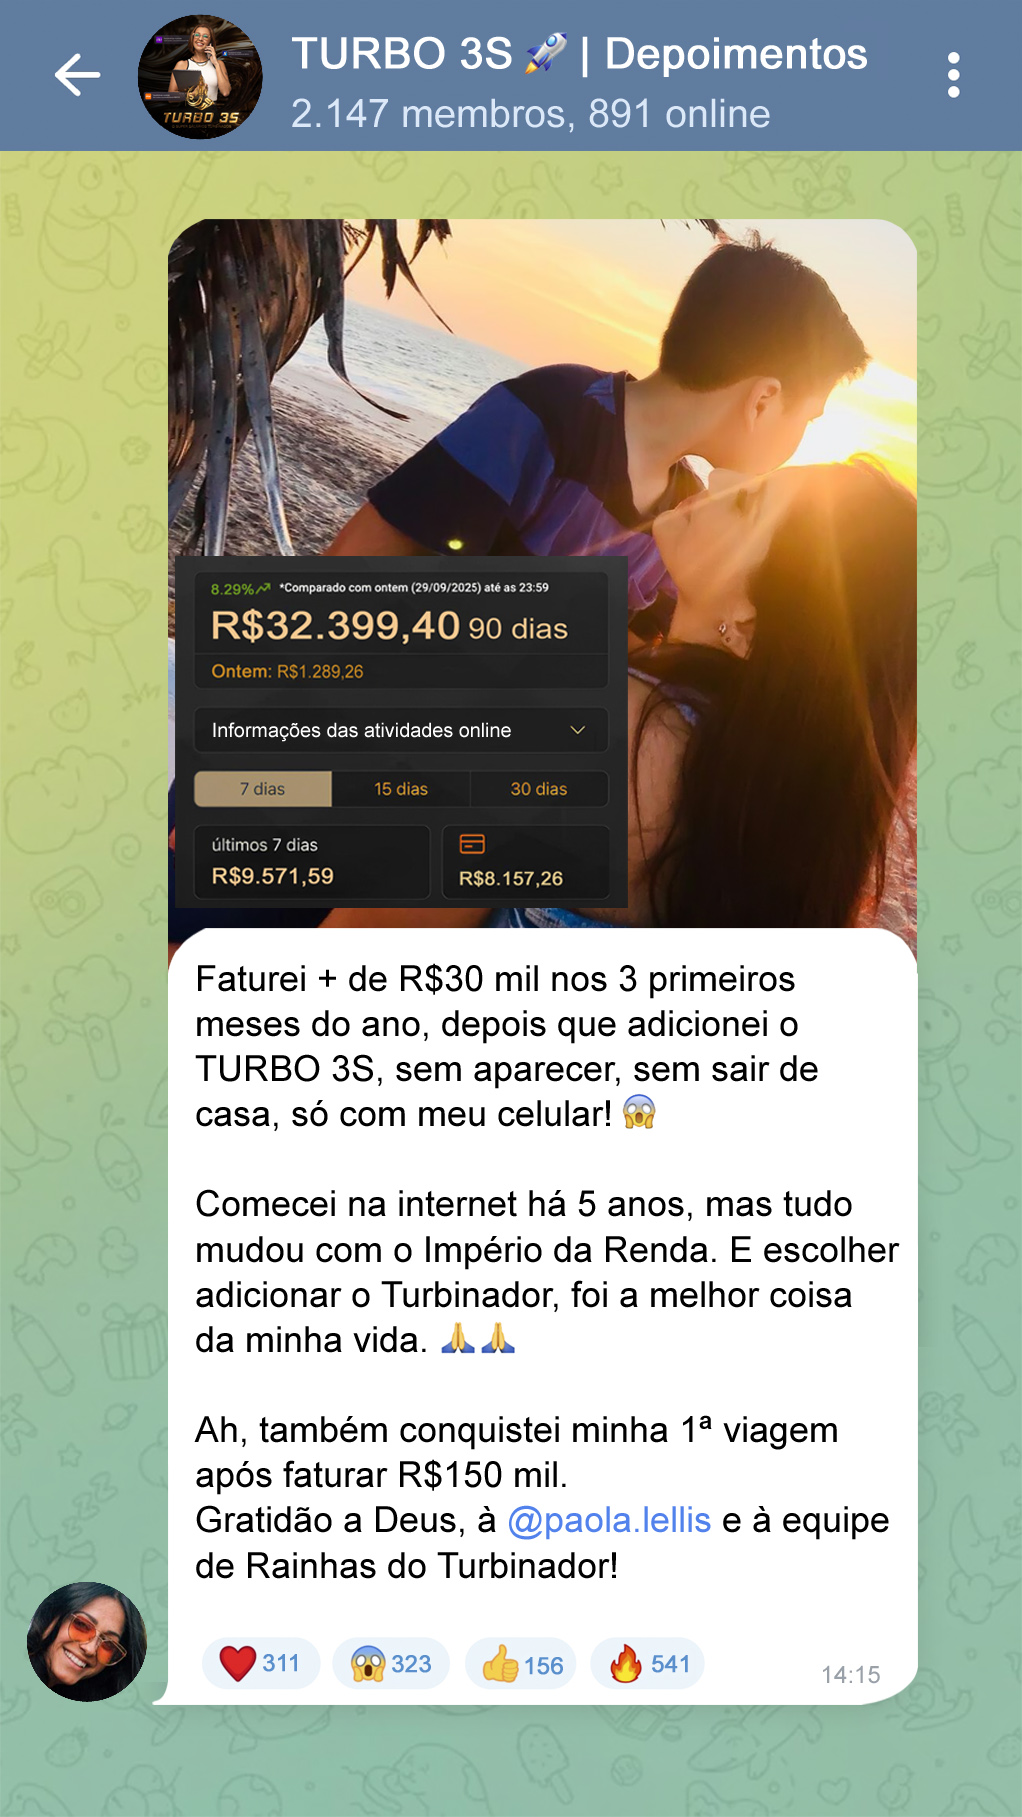 TURBO 3S 🚀 | Depoimentos
2.147 membros, 891 online
TURBO 3S
8.29% *Comparado com ontem (29/09/2025) até as 23:59
R$32.399,40 90 dias
Ontem: R$1.289,26
Informações das atividades online
7 dias 15 dias 30 dias
últimos 7 dias
R$9.571,59 R$8.157,26
Faturei + de R$30 mil nos 3 primeiros
meses do ano, depois que adicionei o
TURBO 3S, sem aparecer, sem sair de
casa, só com meu celular! 😱
Comecei na internet há 5 anos, mas tudo
mudou com o Império da Renda. E escolher
adicionar o Turbinador, foi a melhor coisa
da minha vida. 🙏🙏
Ah, também conquistei minha 1ª viagem
após faturar R$150 mil.
Gratidão a Deus, à @paola.lellis e à equipe
de Rainhas do Turbinador!
❤️ 311 😱 323 👍 156 🔥 541 14:15